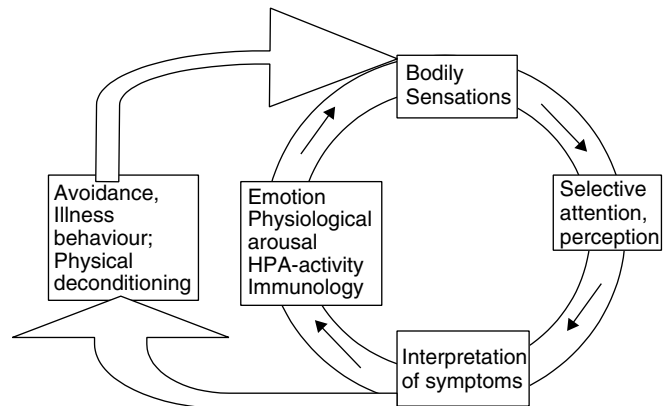 Bodily
Sensations
Selective
attention,
perception
Interpretation
of symptoms
Emotion
Physiological
arousal
HPA-activity
Immunology
Avoidance,
Illness
behaviour;
Physical
deconditioning